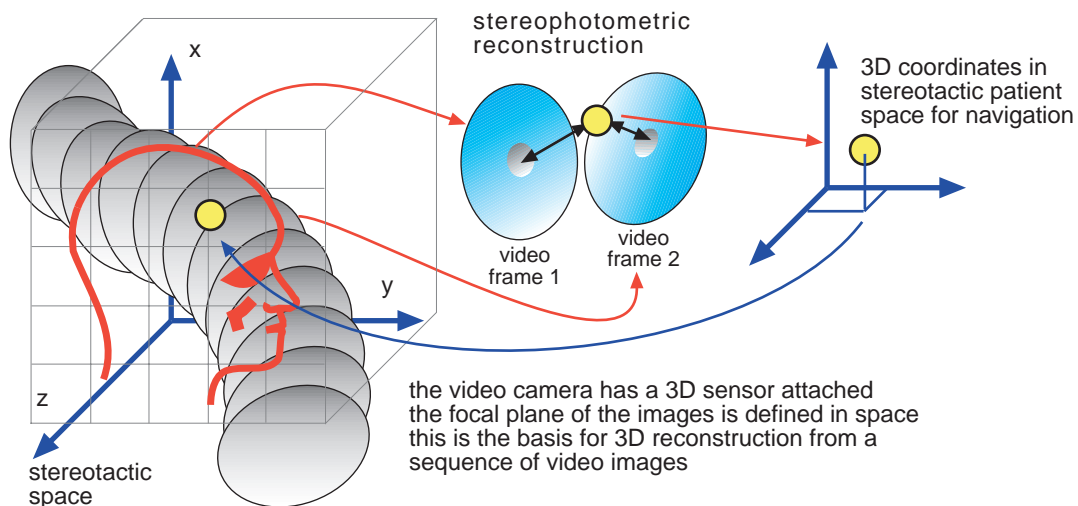 stereophotometric
reconstruction
x
3D coordinates in
stereotactic patient
space for navigation
video
frame 1
video
frame 2
y
z
stereotactic
space
the video camera has a 3D sensor attached
the focal plane of the images is defined in space
this is the basis for 3D reconstruction from a
sequence of video images